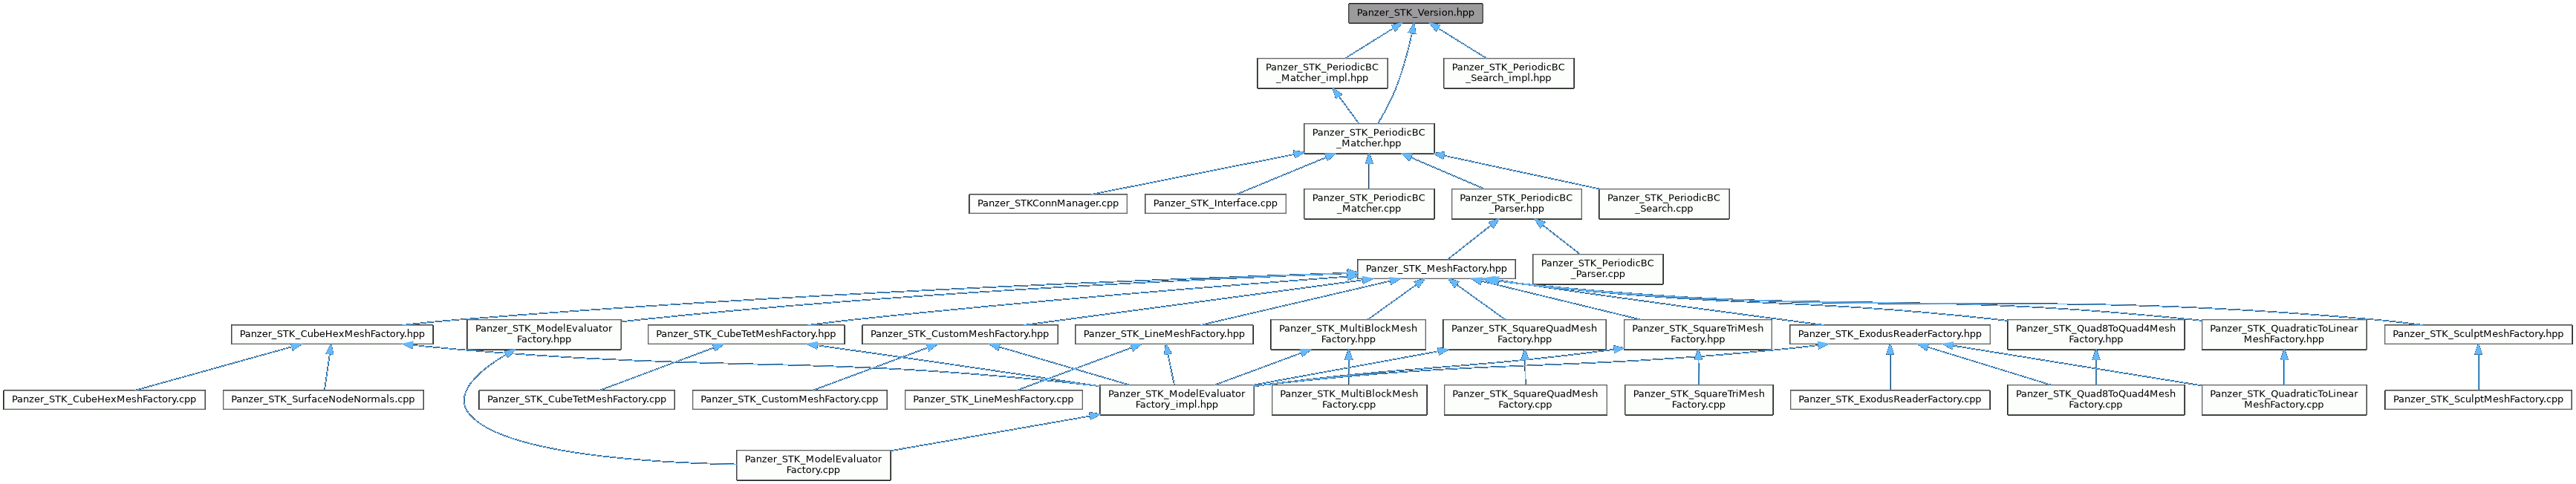 Panzer_STK_Version.hpp
Panzer_STK_PeriodicBC
_Matcher_impl.hpp
Panzer_STK_PeriodicBC
_Search_impl.hpp
Panzer_STK_PeriodicBC
_Matcher.hpp
Panzer_STKConnManager.cpp
Panzer_STK_Interface.cpp
Panzer_STK_PeriodicBC
_Matcher.cpp
Panzer_STK_PeriodicBC
_Parser.hpp
Panzer_STK_PeriodicBC
_Search.cpp
Panzer_STK_MeshFactory.hpp
Panzer_STK_PeriodicBC
_Parser.cpp
Panzer_STK_CubeHexMeshFactory.hpp
Panzer_STK_ModelEvaluator
Factory.hpp
Panzer_STK_CubeTetMeshFactory.hpp
Panzer_STK_CustomMeshFactory.hpp
Panzer_STK_LineMeshFactory.hpp
Panzer_STK_MultiBlockMesh
Factory.hpp
Panzer_STK_SquareQuadMesh
Factory.hpp
Panzer_STK_SquareTriMesh
Factory.hpp
Panzer_STK_ExodusReaderFactory.hpp
Panzer_STK_Quad8ToQuad4Mesh
Factory.hpp
Panzer_STK_QuadraticToLinear
MeshFactory.hpp
Panzer_STK_SculptMeshFactory.hpp
Panzer_STK_CubeHexMeshFactory.cpp
Panzer_STK_SurfaceNodeNormals.cpp
Panzer_STK_CubeTetMeshFactory.cpp
Panzer_STK_CustomMeshFactory.cpp
Panzer_STK_LineMeshFactory.cpp
Panzer_STK_ModelEvaluator
Factory_impl.hpp
Panzer_STK_MultiBlockMesh
Factory.cpp
Panzer_STK_SquareQuadMesh
Factory.cpp
Panzer_STK_SquareTriMesh
Factory.cpp
Panzer_STK_ExodusReaderFactory.cpp
Panzer_STK_Quad8ToQuad4Mesh
Factory.cpp
Panzer_STK_QuadraticToLinear
MeshFactory.cpp
Panzer_STK_SculptMeshFactory.cpp
Panzer_STK_ModelEvaluator
Factory.cpp